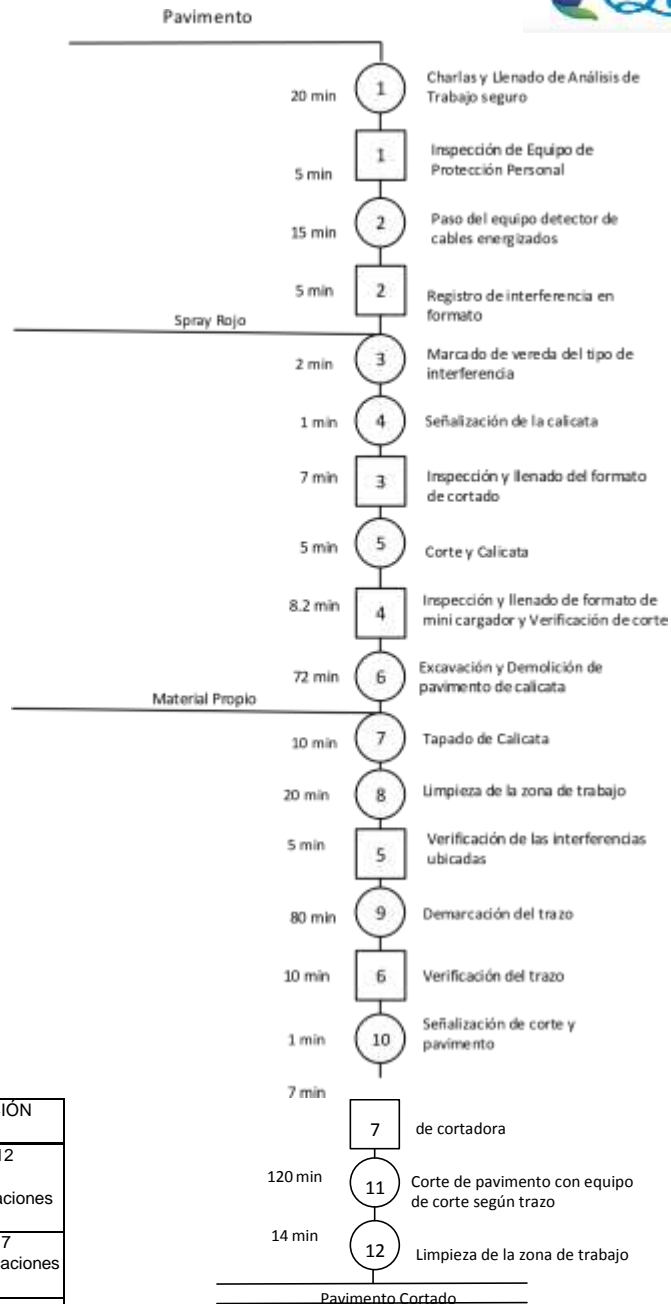 Pavimento
20 min
1
Charlas y Llenado de Análisis de
Trabajo seguro
5 min
1
Inspección de Equipo de
Protección Personal
15 min
2
Paso del equipo detector de
cables energizados
5 min
2
Registro de interferencia en
formato
Spray Rojo
2 min
3
Marcado de vereda del tipo de
interferencia
1 min
4
Señalización de la calicata
7 min
3
Inspección y llenado del formato
de cortado
5 min
5
Corte y Calicata
8.2 min
4
Inspección y llenado de formato de
mini cargador y Verificación de corte
72 min
6
Excavación y Demolición de
pavimento de calicata
Material Propio
10 min
7
Tapado de Calicata
20 min
8
Limpieza de la zona de trabajo
5 min
5
Verificación de las interferencias
ubicadas
80 min
9
Demarcación del trazo
10 min
6
Verificación del trazo
1 min
10
Señalización de corte y
pavimento
7 min
7
de cortadora
120 min
11
Corte de pavimento con equipo
de corte según trazo
14 min
12
Limpieza de la zona de trabajo
Pavimento Cortado
IÓN
12
aciones
7
aciones